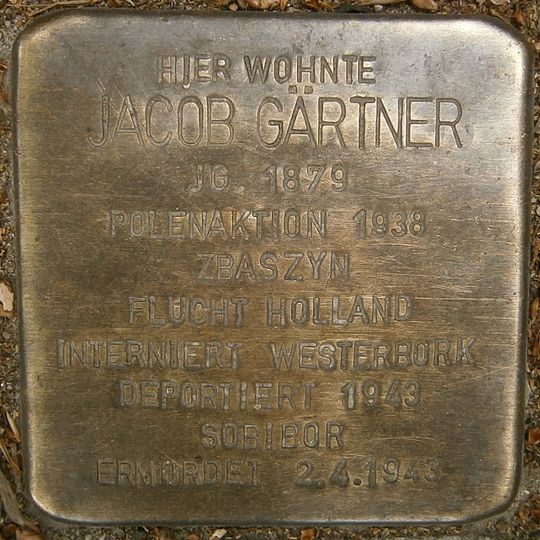 HIER WOHNTE
JACOB GÄRTNER
JG. 1879
POLENAKTION 1938
ZBASZYN
FLUCHT HOLLAND
INTERNIERT WESTERBORK
DEPORTIERT 1943
SOBIBOR
ERMORDET 2.4.1943